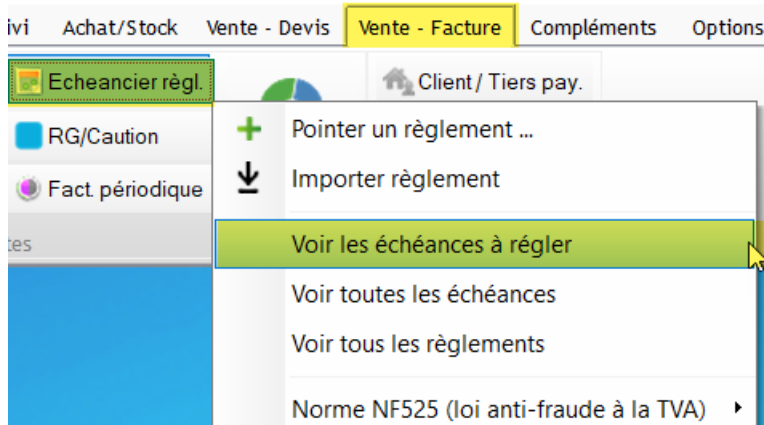 ivi Achat/Stock Vente - Devis Vente - Facture Compléments Options
Echeancier règl. Client / Tiers pay.
RG/Caution
Fact. périodique
tes
Pointer un règlement ...
Importer règlement
Voir les échéances à régler
Voir toutes les échéances
Voir tous les règlements
Norme NF525 (loi anti-fraude à la TVA)